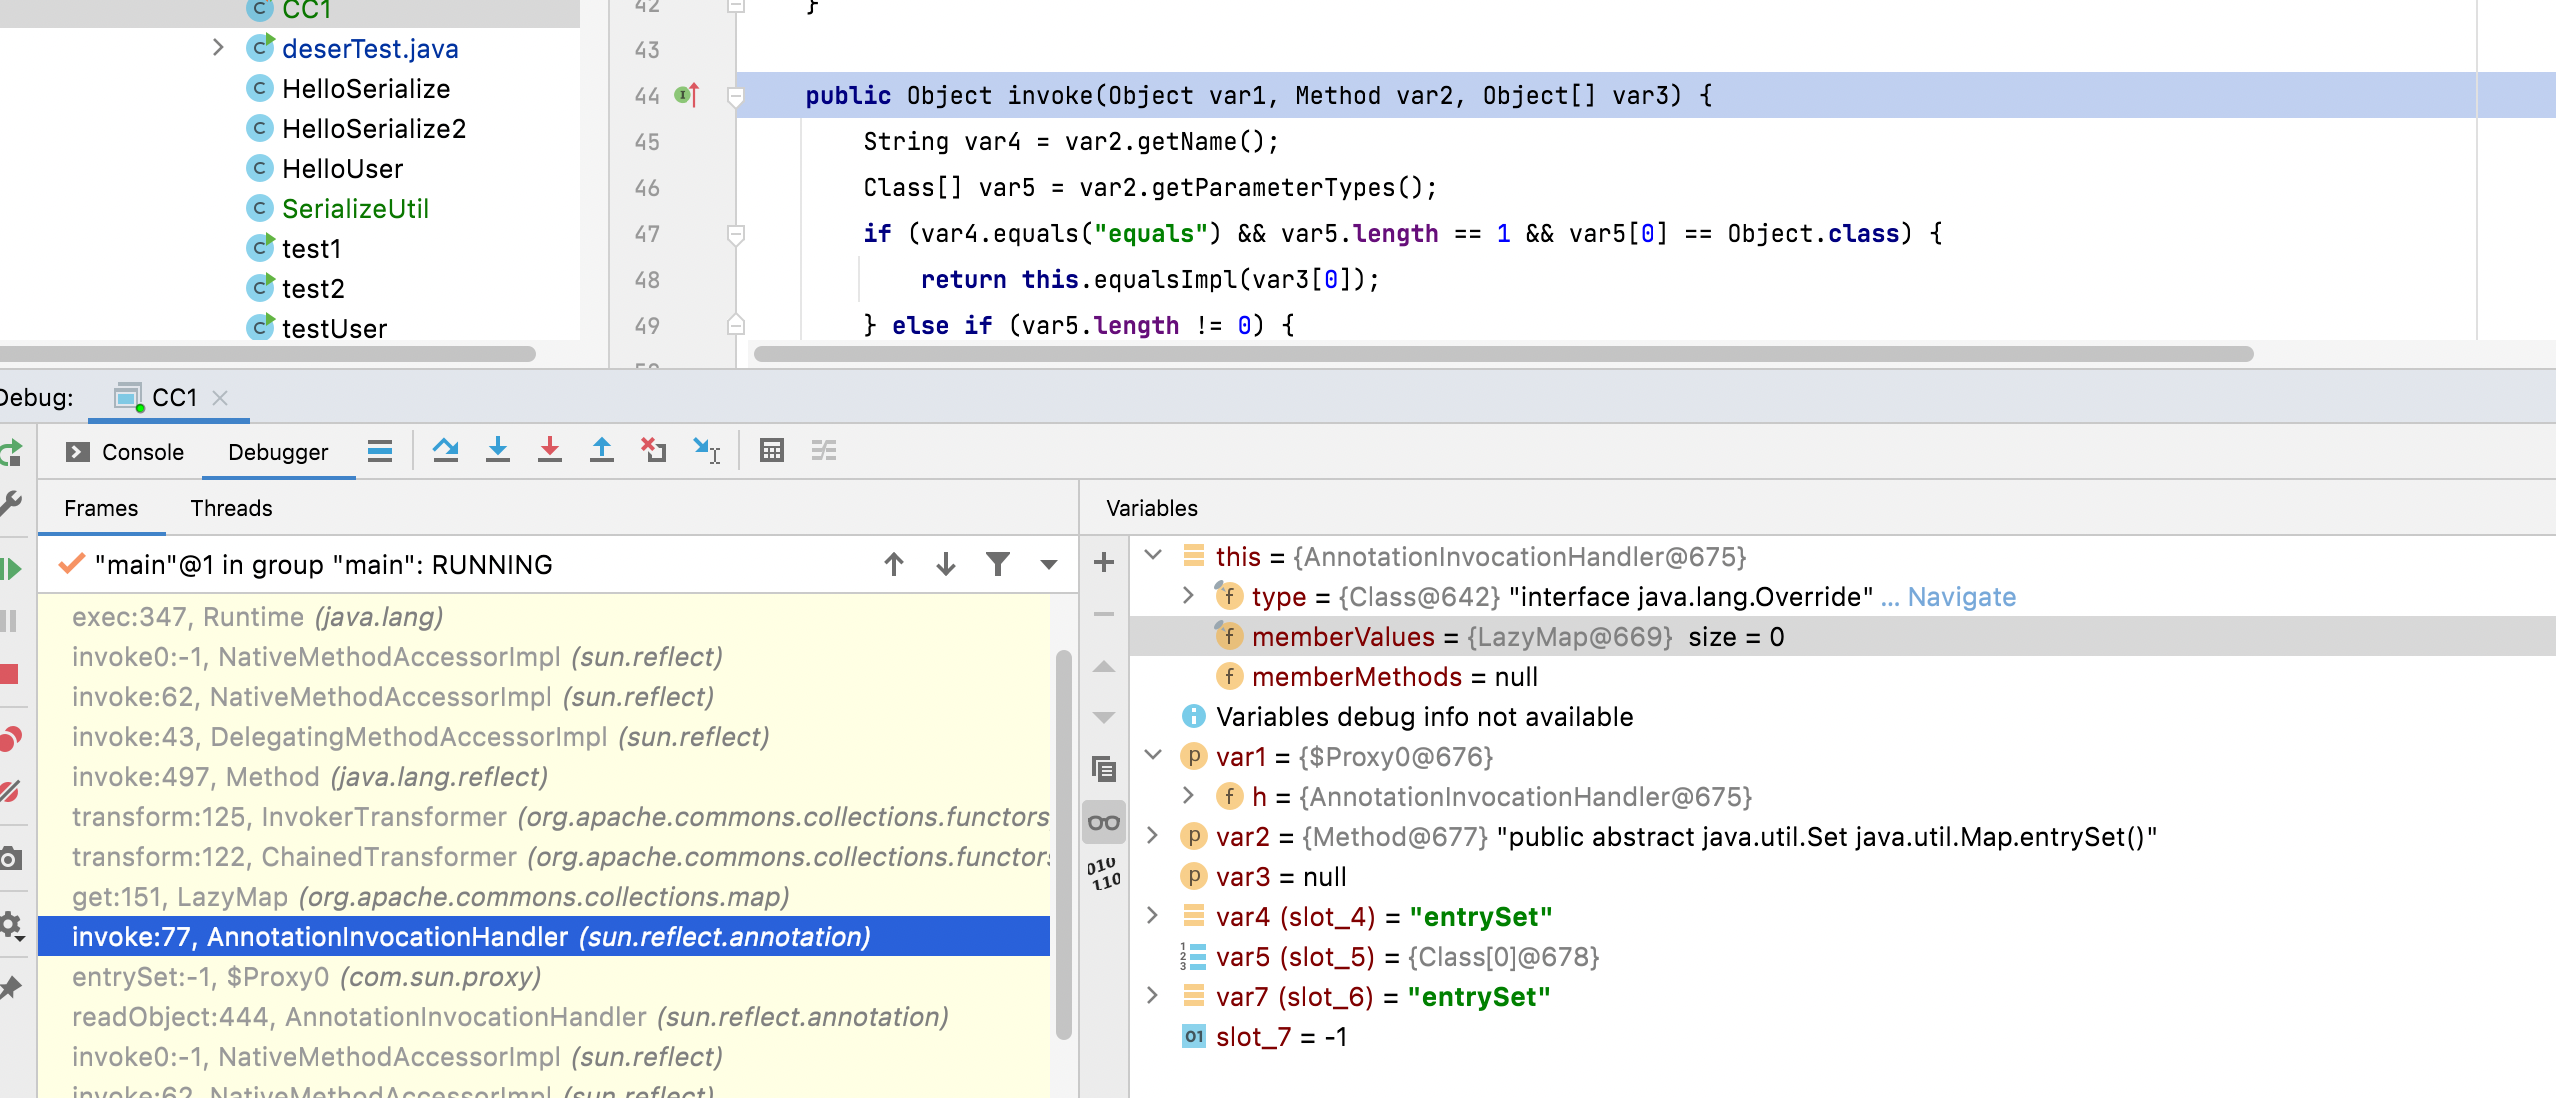 CC1
deserTest.java
HelloSerialize
HelloSerialize2
HelloUser
SerializeUtil
test1
test2
testUser
42 }
43
44 public Object invoke(Object var1, Method var2, Object[] var3) {
45 String var4 = var2.getName();
46 Class[] var5 = var2.getParameterTypes();
47 if (var4.equals("equals") && var5.length == 1 && var5[0] == Object.class) {
48 return this.equalsImpl(var3[0]);
49 } else if (var5.length != 0) {
Debug: CC1
Console Debugger
Frames Threads
"main"@1 in group "main": RUNNING
exec:347, Runtime (java.lang)
invoke0:-1, NativeMethodAccessorImpl (sun.reflect)
invoke:62, NativeMethodAccessorImpl (sun.reflect)
invoke:43, DelegatingMethodAccessorImpl (sun.reflect)
invoke:497, Method (java.lang.reflect)
transform:125, InvokerTransformer (org.apache.commons.collections.functors
transform:122, ChainedTransformer (org.apache.commons.collections.functors
get:151, LazyMap (org.apache.commons.collections.map)
invoke:77, AnnotationInvocationHandler (sun.reflect.annotation)
entrySet:-1, $Proxy0 (com.sun.proxy)
readObject:444, AnnotationInvocationHandler (sun.reflect.annotation)
invoke0:-1, NativeMethodAccessorImpl (sun.reflect)
invoke:62, NativeMethodAccessorImpl (sun.reflect)
Variables
this = {AnnotationInvocationHandler@675}
type = {Class@642} "interface java.lang.Override" ... Navigate
memberValues = {LazyMap@669} size = 0
memberMethods = null
Variables debug info not available
var1 = {$Proxy0@676}
h = {AnnotationInvocationHandler@675}
var2 = {Method@677} "public abstract java.util.Set java.util.Map.entrySet()"
var3 = null
var4 (slot_4) = "entrySet"
var5 (slot_5) = {Class[0]@678}
var7 (slot_6) = "entrySet"
slot_7 = -1